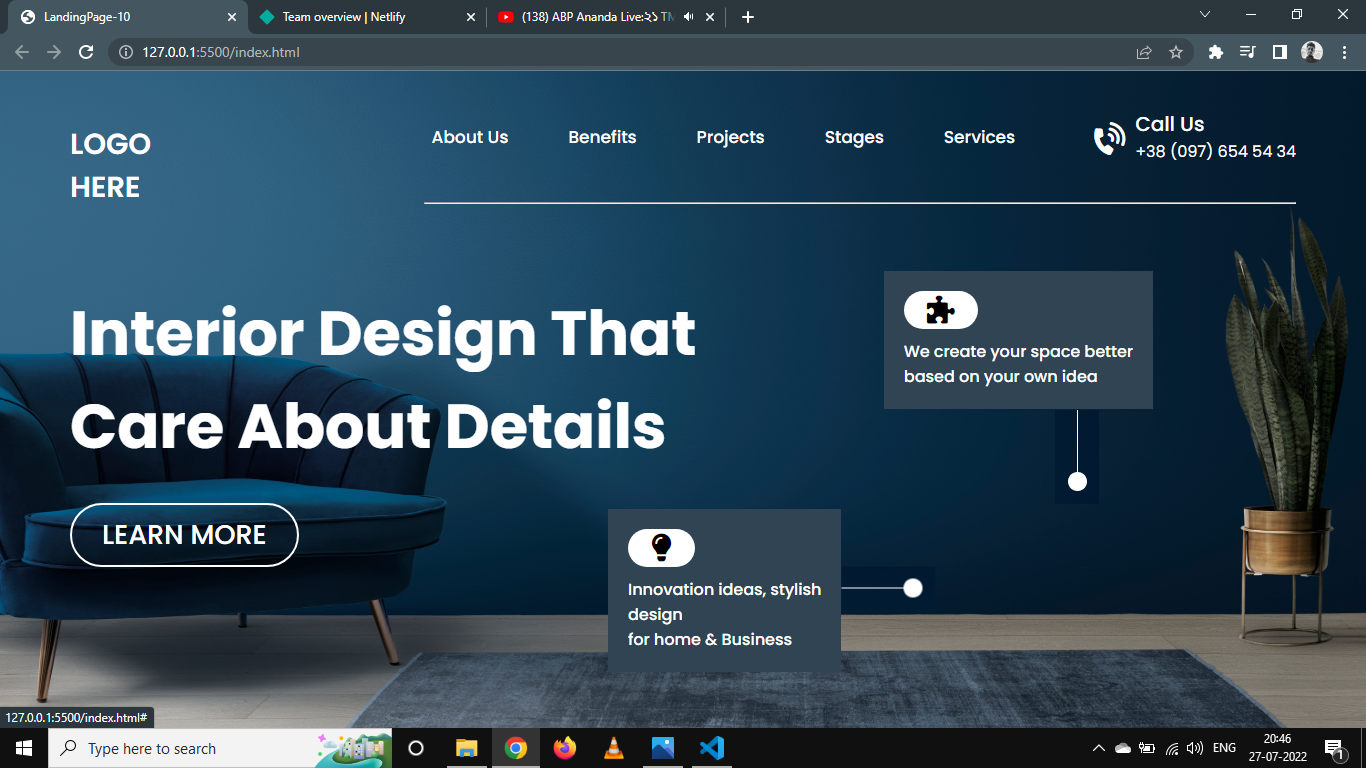 LandingPage-10
Team overview | Netlify
(138) ABP Ananda Live:২১
127.0.0.1:5500/index.html
LOGO
HERE
About Us
Benefits
Projects
Stages
Services
Call Us
+38 (097) 654 54 34
Interior Design That
Care About Details
LEARN MORE
We create your space better
based on your own idea
Innovation ideas, stylish
design
for home & Business
127.0.0.1:5500/index.html#
Type here to search
ENG
20:46
27-07-2022
1